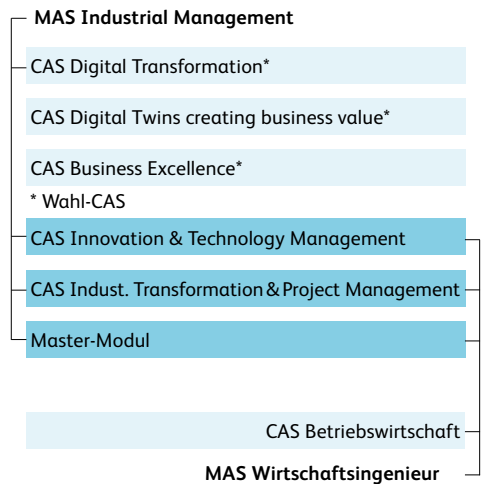 MAS Industrial Management
CAS Digital Transformation*
CAS Digital Twins creating business value*
CAS Business Excellence*
* Wahl-CAS
CAS Innovation & Technology Management
CAS Indust. Transformation & Project Management
Master-Modul
CAS Betriebswirtschaft
MAS Wirtschaftsingenieur